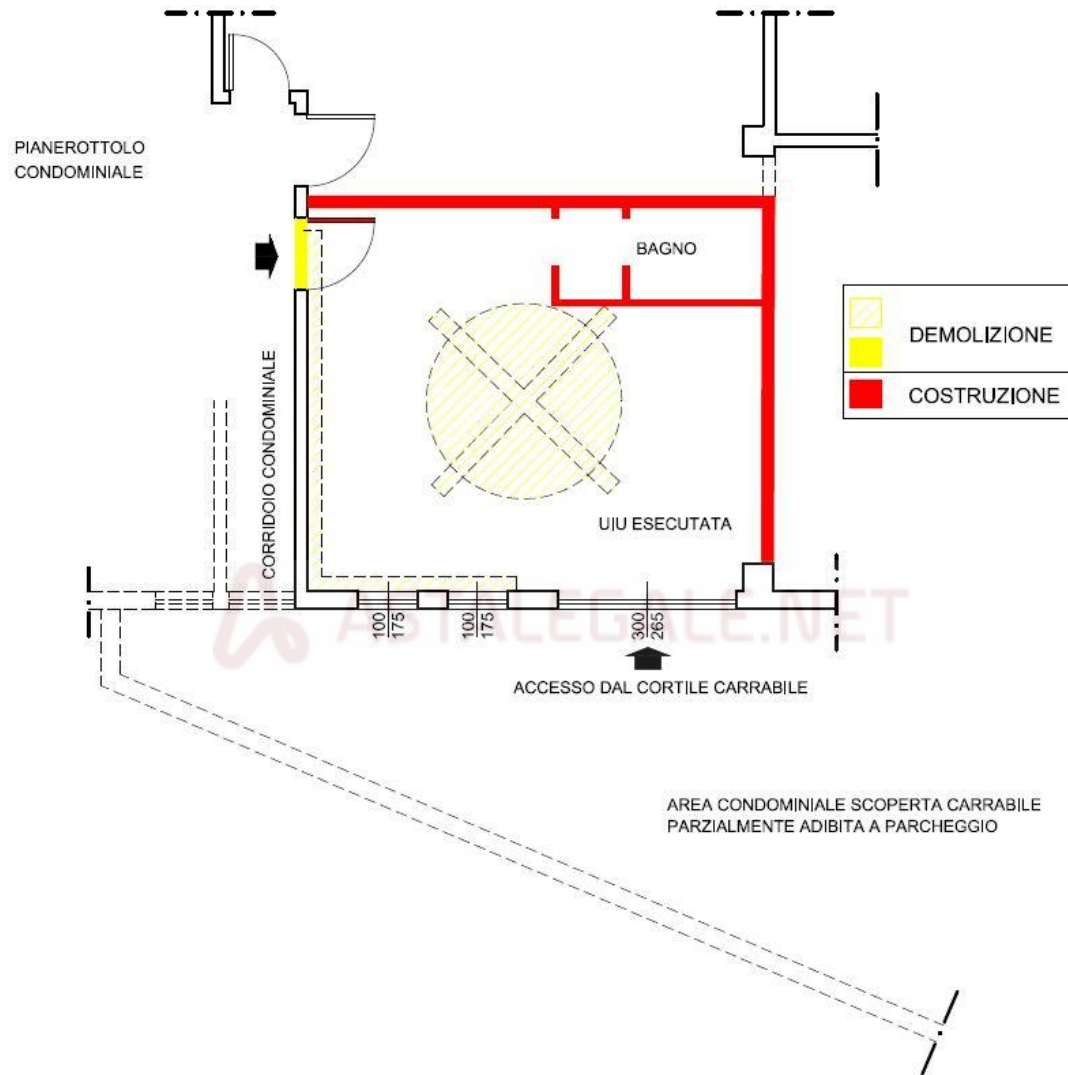 PIANEROTTOLO
CONDOMINIALE
BAGNO
DEMOLIZIONE
COSTRUZIONE
CORRIDOIO CONDOMINIALE
UIU ESECUTATA
ASTALEGALE.NET
100
175
100
175
300
265
ACCESSO DAL CORTILE CARRABILE
AREA CONDOMINIALE SCOPERTA CARRABILE
PARZIALMENTE ADIBITA A PARCHEGGIO